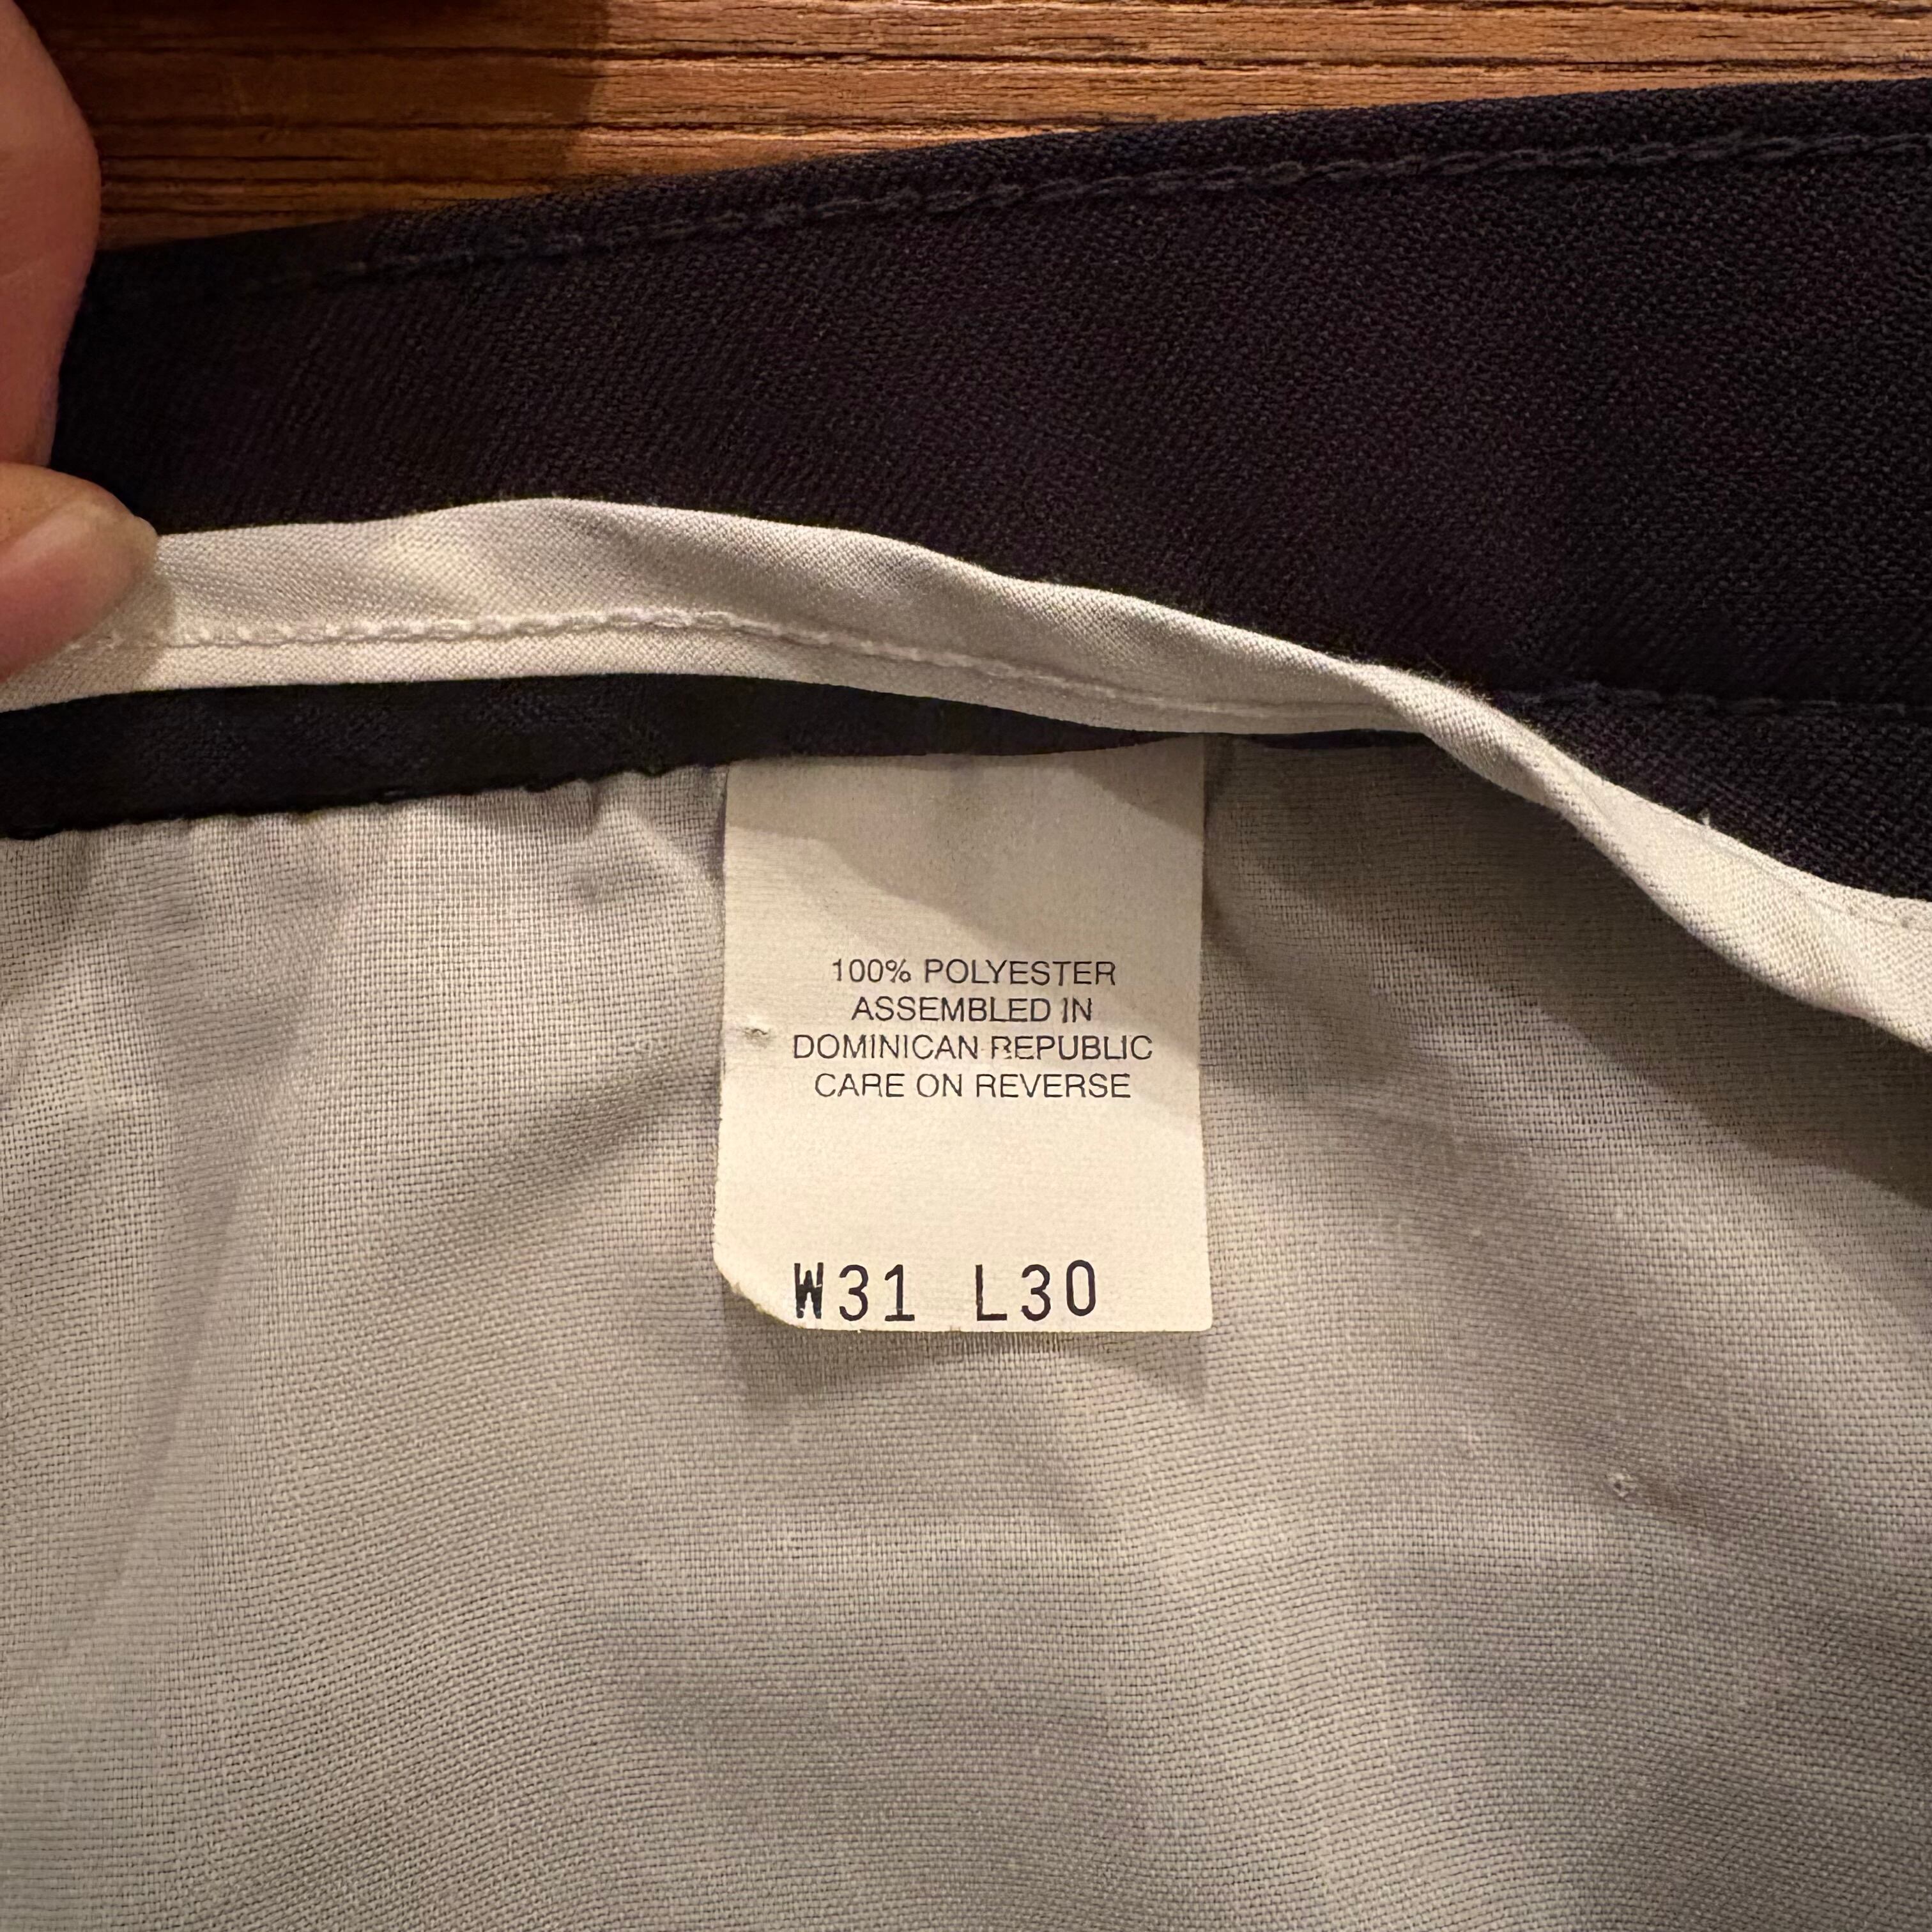 100% POLYESTER
ASSEMBLED IN
DOMINICAN REPUBLIC
CARE ON REVERSE
W31 L30